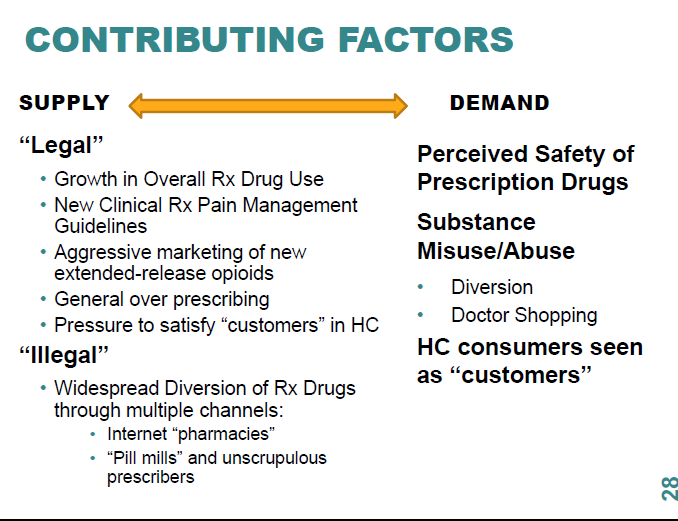 CONTRIBUTING FACTORS
SUPPLY
“Legal”
• Growth in Overall Rx Drug Use
• New Clinical Rx Pain Management
Guidelines
• Aggressive marketing of new
extended-release opioids
• General over prescribing
• Pressure to satisfy “customers” in HC
“Illegal”
• Widespread Diversion of Rx Drugs
through multiple channels:
• Internet “pharmacies”
• “Pill mills” and unscrupulous
prescribers
DEMAND
Perceived Safety of
Prescription Drugs
Substance
Misuse/Abuse
• Diversion
• Doctor Shopping
HC consumers seen
as “customers”
28